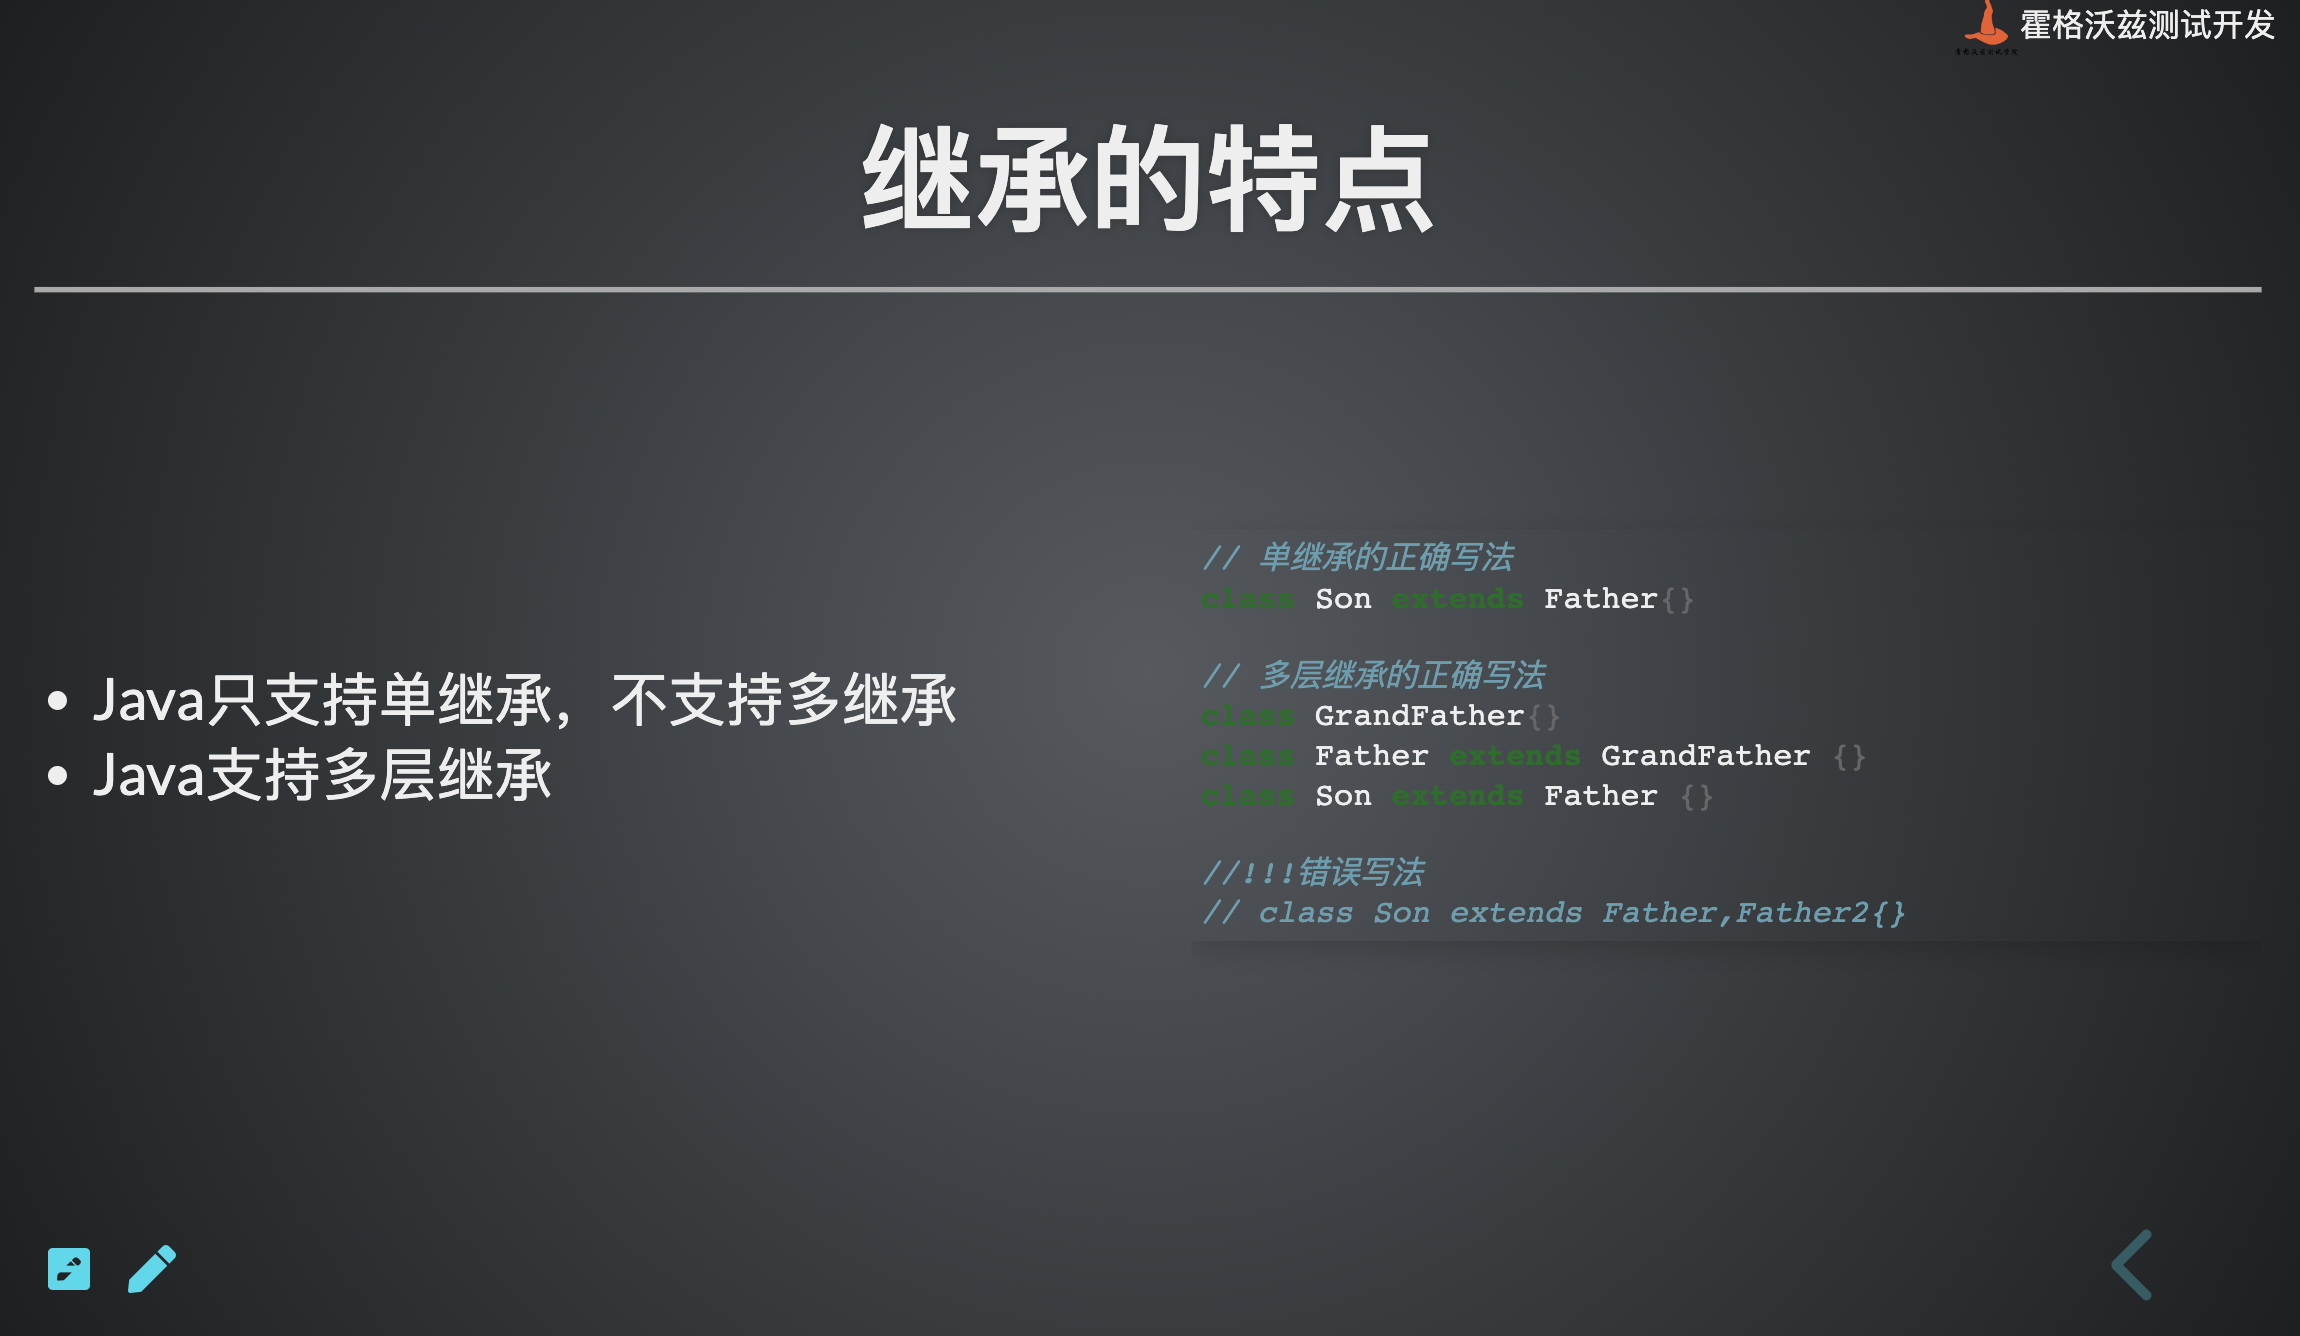 霍格沃兹测试开发
继承的特点
Java只支持单继承，不支持多继承
Java支持多层继承
// 单继承的正确写法
class Son extends Father{}
// 多层继承的正确写法
class GrandFather{}
class Father extends GrandFather {}
class Son extends Father {}
//!!!错误写法
// class Son extends Father,Father2{}